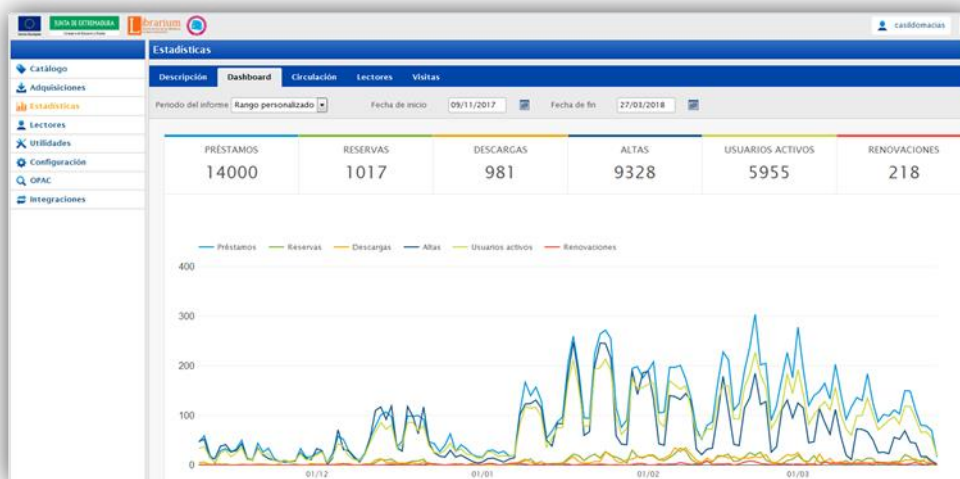 JUNTA DE EXTREMADURA
Librarium
casildomacias
Estadísticas
Catálogo
Adquisiciones
Estadísticas
Lectores
Utilidades
Configuración
OPAC
Integraciones
Descripción Dashboard Circulación Lectores Visitas
Periodo del informe Rango personalizado Fecha de inicio 09/11/2017 Fecha de fin 27/03/2018
PRÉSTAMOS RESERVAS DESCARGAS ALTAS USUARIOS ACTIVOS RENOVACIONES
14000 1017 981 9328 5955 218
Préstamos Reservas Descargas Altas Usuarios activos Renovaciones
400
300
200
100
0
01/12 01/01 01/02 01/03